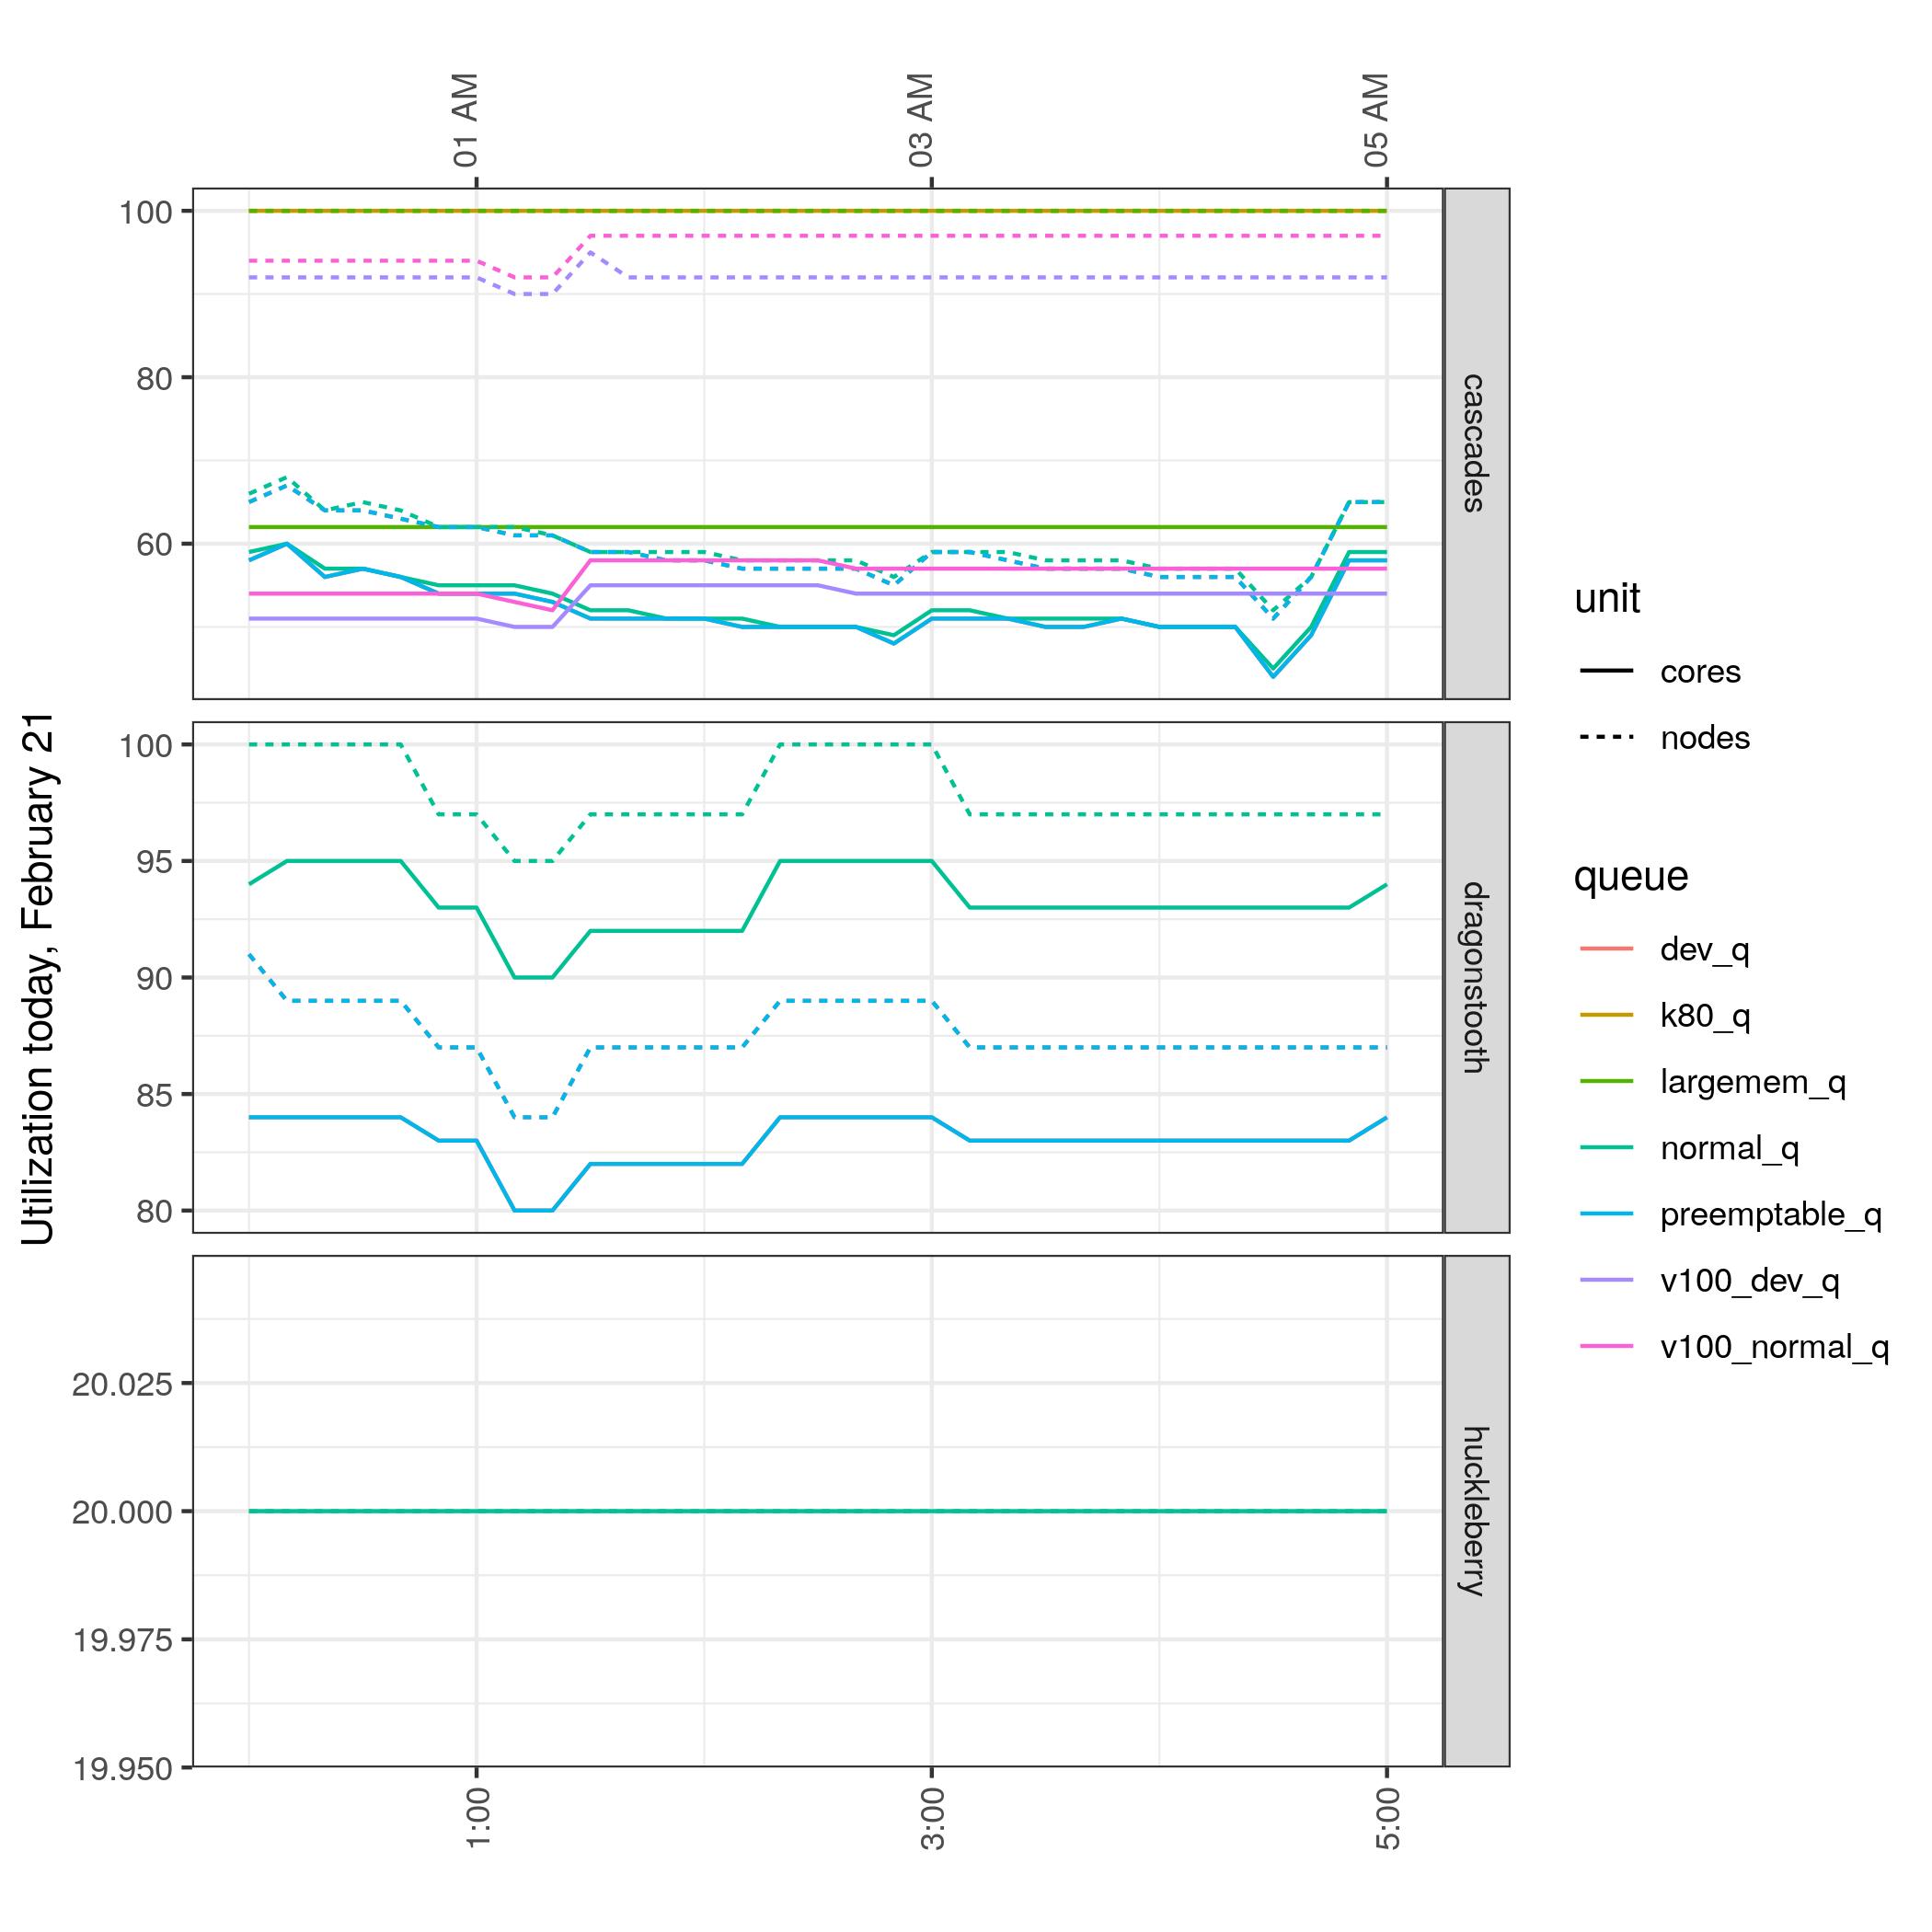 01 AM
03 AM
05 AM
Utilization today, February 21
100
80
60
cascades
100
95
90
85
80
dragonstooth
20.025
20.000
19.975
19.950
huckleberry
1:00
3:00
5:00
unit
cores
nodes
queue
dev_q
k80_q
largemem_q
normal_q
preemptable_q
v100_dev_q
v100_normal_q